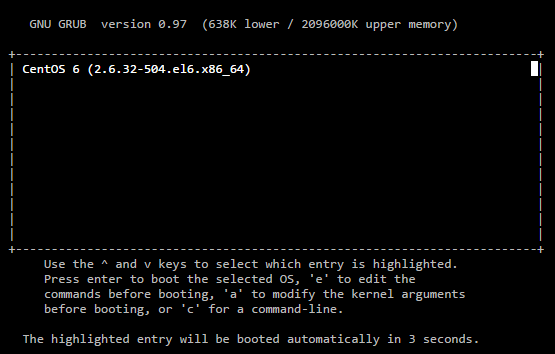 GNU GRUB  version 0.97  (638K lower / 2096000K upper memory)
CentOS 6 (2.6.32-504.el6.x86_64)
Use the ^ and v keys to select which entry is highlighted.
Press enter to boot the selected OS, 'e' to edit the
commands before booting, 'a' to modify the kernel arguments
before booting, or 'c' for a command-line.
The highlighted entry will be booted automatically in 3 seconds.